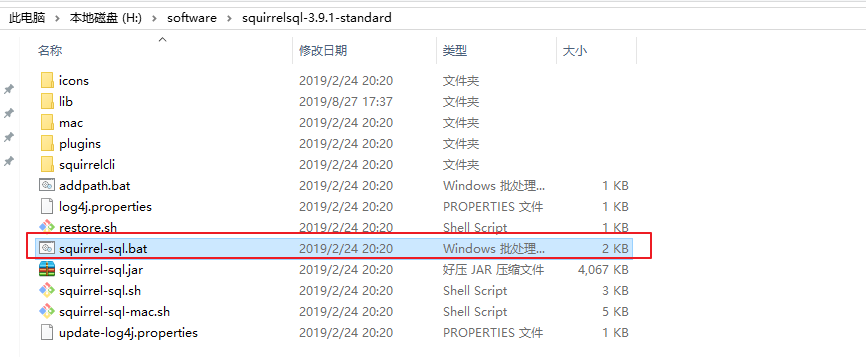 此电脑 > 本地磁盘 (H:) > software > squirrelsql-3.9.1-standard
名称 修改日期 类型 大小
icons 2019/2/24 20:20 文件夹
lib 2019/8/27 17:37 文件夹
mac 2019/2/24 20:20 文件夹
plugins 2019/2/24 20:20 文件夹
squirrelcli 2019/2/24 20:20 文件夹
addpath.bat 2019/2/24 20:20 Windows 批处理... 1 KB
log4j.properties 2019/2/24 20:20 PROPERTIES 文件 1 KB
restore.sh 2019/2/24 20:20 Shell Script 1 KB
squirrel-sql.bat 2019/2/24 20:20 Windows 批处理... 2 KB
squirrel-sql.jar 2019/2/24 20:20 好压 JAR 压缩文件 4,067 KB
squirrel-sql.sh 2019/2/24 20:20 Shell Script 3 KB
squirrel-sql-mac.sh 2019/2/24 20:20 Shell Script 5 KB
update-log4j.properties 2019/2/24 20:20 PROPERTIES 文件 1 KB